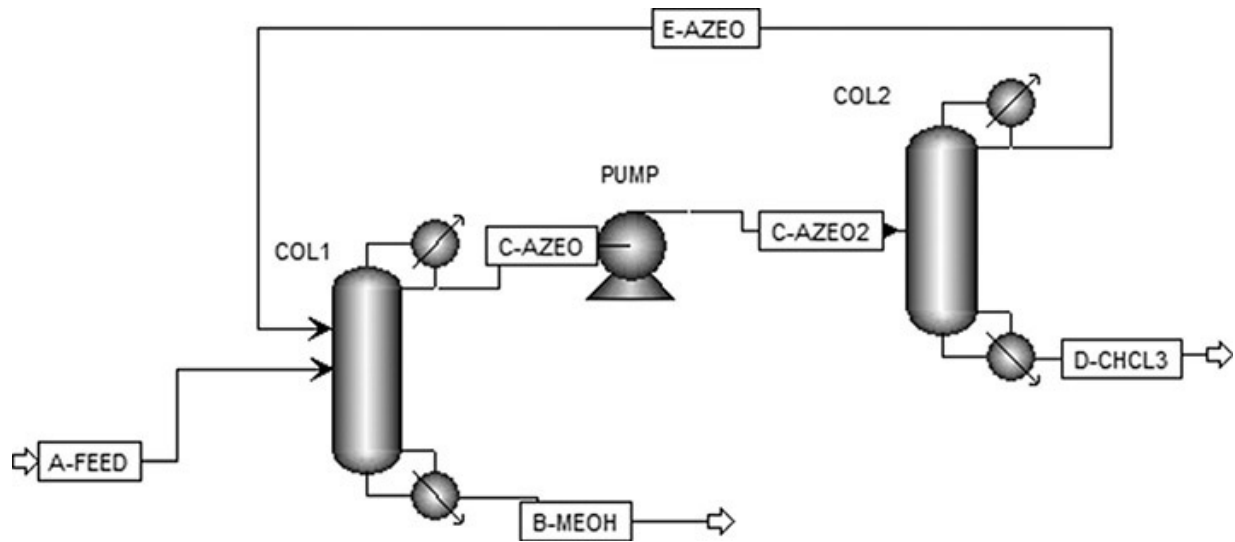 E-AZEO
COL2
PUMP
COL1
C-AZEO
C-AZEO2
D-CHCL3
A-FEED
B-MEOH